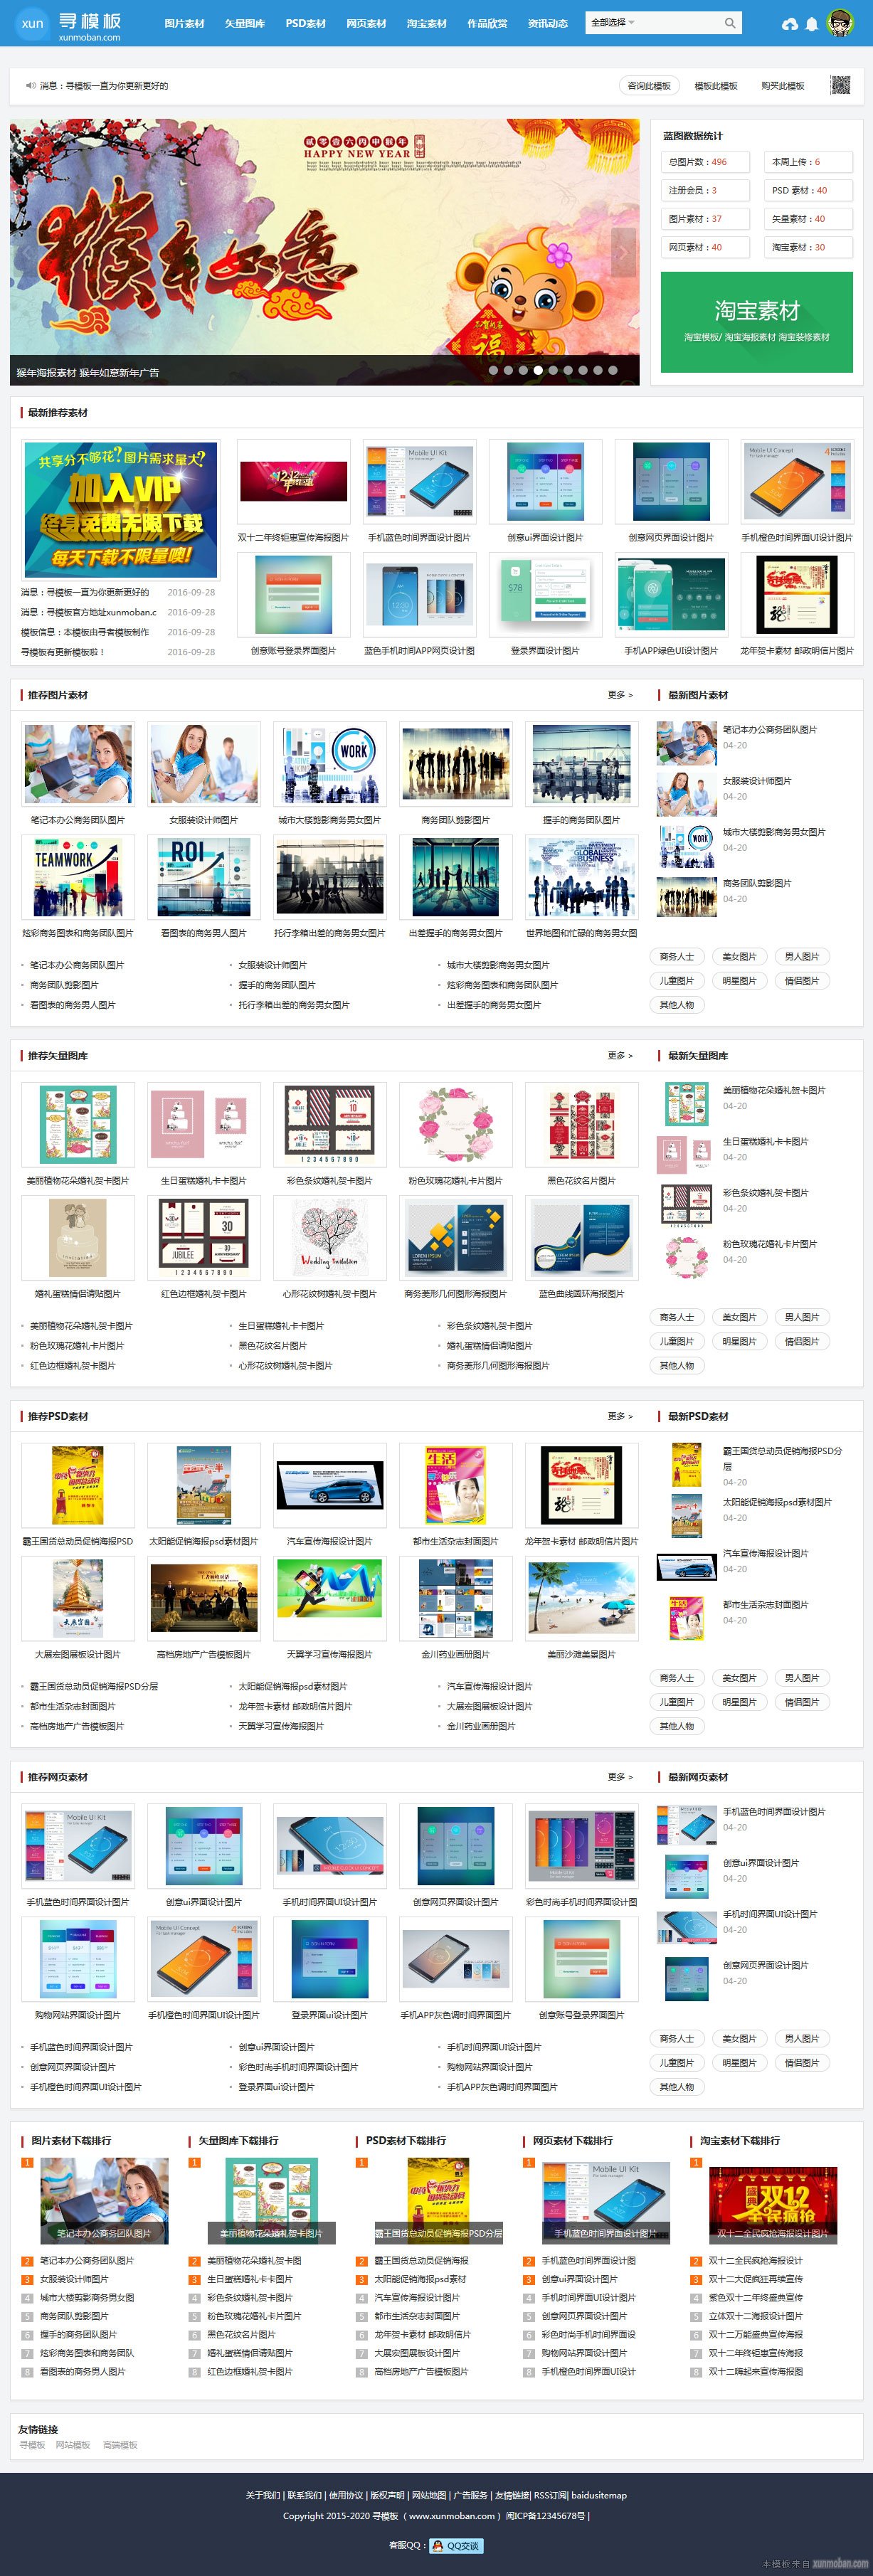 xun 寻模板
xunmoban.com
图片素材 矢量图库 PSD素材 网页素材 淘宝素材 作品欣赏 资讯动态
全部选择
消息：寻模板一直为你更新更好的
咨询此模板 模板此模板 购买此模板
贰零壹六丙申猴年
HAPPY NEW YEAR
猴年如意
福
猴年海报素材 猴年如意新年广告
蓝图数据统计
总图片数：496 本周上传：6
注册会员：3 PSD 素材：40
图片素材：37 矢量素材：40
网页素材：40 淘宝素材：30
淘宝素材
淘宝模板/ 淘宝海报素材 淘宝装修素材
最新推荐素材
共享分不够花?图片需求量大?
加入VIP
终身免费无限下载
每天下载不限量噢!
消息：寻模板一直为你更新更好的 2016-09-28
消息：寻模板官方地址xunmoban.c 2016-09-28
模板信息：本模板由寻者模板制作 2016-09-28
寻模板有更新模板啦！ 2016-09-28
双十二年终钜惠宣传海报图片 手机蓝色时间界面设计图片 创意ui界面设计图片 创意网页界面设计图片 手机橙色时间界面UI设计图片
创意账号登录界面图片 蓝色手机时间APP网页设计图 登录界面设计图片 手机APP绿色UI设计图片 龙年贺卡素材 邮政明信片图片
推荐图片素材 更多 >
笔记本办公商务团队图片 女服装设计师图片 城市大楼剪影商务男女图片 商务团队剪影图片 握手的商务团队图片
WORK
TEAMWORK
ROI
GLOBAL BUSINESS
炫彩商务图表和商务团队图片 看图表的商务男人图片 托行李箱出差的商务男女图片 出差握手的商务男女图片 世界地图和忙碌的商务男女图
笔记本办公商务团队图片 女服装设计师图片 城市大楼剪影商务男女图片
商务团队剪影图片 握手的商务团队图片 炫彩商务图表和商务团队图片
看图表的商务男人图片 托行李箱出差的商务男女图片 出差握手的商务男女图片
最新图片素材
笔记本办公商务团队图片
04-20
女服装设计师图片
04-20
城市大楼剪影商务男女图片
04-20
商务团队剪影图片
04-20
商务人士 美女图片 男人图片
儿童图片 明星图片 情侣图片
其他人物
推荐矢量图库 更多 >
美丽植物花朵婚礼贺卡图片 生日蛋糕婚礼卡卡图片 彩色条纹婚礼贺卡图片 粉色玫瑰花婚礼卡片图片 黑色花纹名片图片
婚礼蛋糕情侣请贴图片 红色边框婚礼贺卡图片 心形花纹树婚礼贺卡图片 商务菱形几何图形海报图片 蓝色曲线圆环海报图片
美丽植物花朵婚礼贺卡图片 生日蛋糕婚礼卡卡图片 彩色条纹婚礼贺卡图片
粉色玫瑰花婚礼卡片图片 黑色花纹名片图片 婚礼蛋糕情侣请贴图片
红色边框婚礼贺卡图片 心形花纹树婚礼贺卡图片 商务菱形几何图形海报图片
最新矢量图库
美丽植物花朵婚礼贺卡图片
04-20
生日蛋糕婚礼卡卡图片
04-20
彩色条纹婚礼贺卡图片
04-20
粉色玫瑰花婚礼卡片图片
04-20
商务人士 美女图片 男人图片
儿童图片 明星图片 情侣图片
其他人物
推荐PSD素材 更多 >
霸王国货总动员促销海报PSD 太阳能促销海报psd素材图片 汽车宣传海报设计图片 都市生活杂志封面图片 龙年贺卡素材 邮政明信片图片
大展宏图展板设计图片 高档房地产广告模板图片 天翼学习宣传海报图片 金川药业画册图片 美丽沙滩美景图片
霸王国货总动员促销海报PSD分层 太阳能促销海报psd素材图片 汽车宣传海报设计图片
都市生活杂志封面图片 龙年贺卡素材 邮政明信片图片 大展宏图展板设计图片
高档房地产广告模板图片 天翼学习宣传海报图片 金川药业画册图片
最新PSD素材
霸王国货总动员促销海报PSD分
层
04-20
太阳能促销海报psd素材图片
04-20
汽车宣传海报设计图片
04-20
都市生活杂志封面图片
04-20
商务人士 美女图片 男人图片
儿童图片 明星图片 情侣图片
其他人物
推荐网页素材 更多 >
手机蓝色时间界面设计图片 创意ui界面设计图片 手机时间界面UI设计图片 创意网页界面设计图片 彩色时尚手机时间界面设计图
购物网站界面设计图片 手机橙色时间界面UI设计图片 登录界面ui设计图片 手机APP灰色调时间界面图片 创意账号登录界面图片
手机蓝色时间界面设计图片 创意ui界面设计图片 手机时间界面UI设计图片
创意网页界面设计图片 彩色时尚手机时间界面设计图片 购物网站界面设计图片
手机橙色时间界面UI设计图片 登录界面ui设计图片 手机APP灰色调时间界面图片
最新网页素材
手机蓝色时间界面设计图片
04-20
创意ui界面设计图片
04-20
手机时间界面UI设计图片
04-20
创意网页界面设计图片
04-20
商务人士 美女图片 男人图片
儿童图片 明星图片 情侣图片
其他人物
图片素材下载排行
1 笔记本办公商务团队图片
2 笔记本办公商务团队图片
3 女服装设计师图片
4 城市大楼剪影商务男女图
5 商务团队剪影图片
6 握手的商务团队图片
7 炫彩商务图表和商务团队
8 看图表的商务男人图片
矢量图库下载排行
1 美丽植物花朵婚礼贺卡图片
2 美丽植物花朵婚礼贺卡图
3 生日蛋糕婚礼卡卡图片
4 彩色条纹婚礼贺卡图片
5 粉色玫瑰花婚礼卡片图片
6 黑色花纹名片图片
7 婚礼蛋糕情侣请贴图片
8 红色边框婚礼贺卡图片
PSD素材下载排行
1 霸王国货总动员促销海报PSD分层
2 霸王国货总动员促销海报
3 太阳能促销海报psd素材
4 汽车宣传海报设计图片
5 都市生活杂志封面图片
6 龙年贺卡素材 邮政明信片
7 大展宏图展板设计图片
8 高档房地产广告模板图片
网页素材下载排行
1 手机蓝色时间界面设计图片
2 手机蓝色时间界面设计图
3 创意ui界面设计图片
4 手机时间界面UI设计图片
5 创意网页界面设计图片
6 彩色时尚手机时间界面设
7 购物网站界面设计图片
8 手机橙色时间界面UI设计
淘宝素材下载排行
1 双十二全民疯抢海报设计图片
2 双十二全民疯抢海报设计
3 双十二大促疯狂再续宣传
4 紫色双十二年终盛典宣传
5 立体双十二海报设计图片
6 双十二万能盛典宣传海报
7 双十二年终钜惠宣传海报
8 双十二嗨起来宣传海报图
友情链接
寻模板 网站模板 高端模板
关于我们 | 联系我们 | 使用协议 | 版权声明 | 网站地图 | 广告服务 | 友情链接| RSS订阅| baidusitemap
Copyright 2015-2020 寻模板 （ www.xunmoban.com ） 闽ICP备12345678号 |
客服QQ： QQ交谈
本模板来自 xunmoban.com